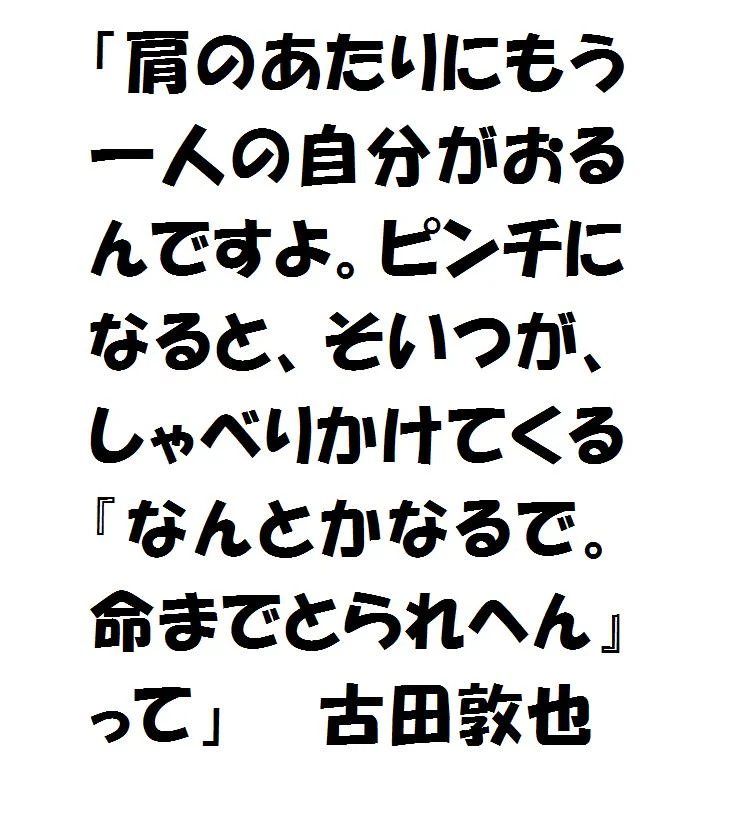 「肩のあたりにもう
一人の自分がおる
んですよ。ピンチに
なると、そいつが、
しゃべりかけてくる
『なんとかなるで。
命までとられへん』
って」　古田敦也